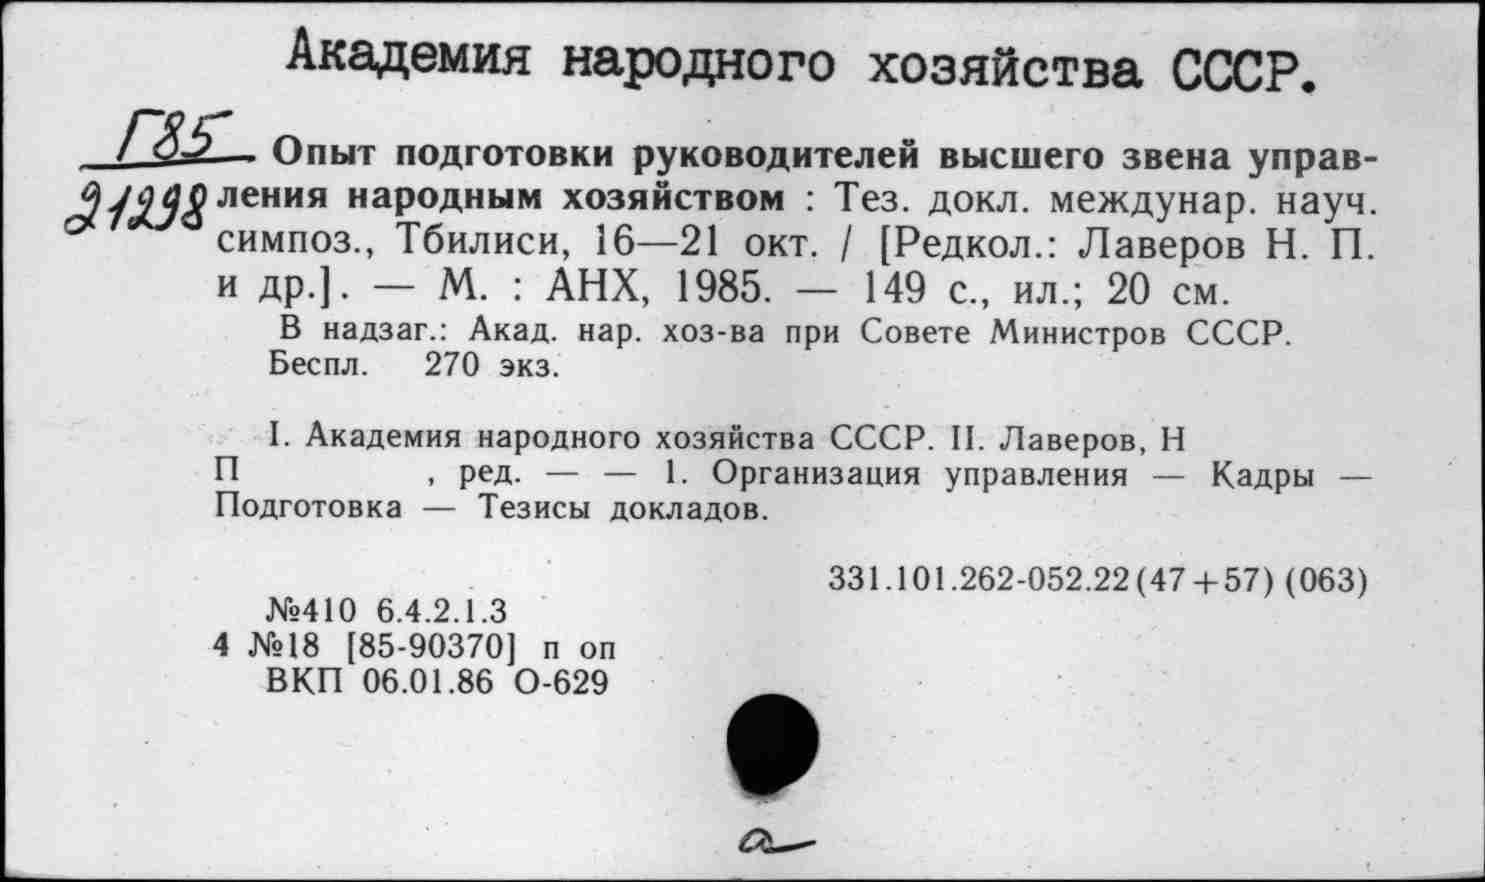 Академия народного хозяйства СССР.
Г85
21298
Опыт подготовки руководителей высшего звена управ-
ления народным хозяйством : Тез. докл. междунар. науч.
симпоз., Тбилиси, 16—21 окт. / [Редкол.: Лаверов Н. П.
и др.]. — М. : АНХ, 1985. — 149 с., ил.; 20 см.
В надзаг.: Акад. нар. хоз-ва при Совете Министров СССР.
Беспл. 270 экз.
I. Академия народного хозяйства СССР. II. Лаверов, Н
П , ред. — — 1. Организация управления — Кадры —
Подготовка — Тезисы докладов.
331.101.262-052.22(47+57)(063)
№410 6.4.2.1.3
4 №18 [85-90370] п оп
ВКП 06.01.86 О-629
а